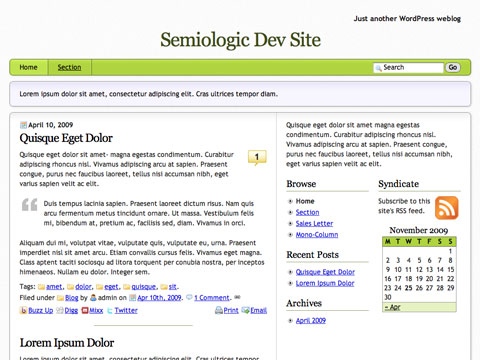 Just another WordPress weblog
Semiologic Dev Site
Home Section Search Go
Lorem ipsum dolor sit amet, consectetur adipiscing elit. Cras ultrices tempor diam.
April 10, 2009
Quisque Eget Dolor
Quisque eget dolor sit amet- magna egestas condimentum. Curabitur
adipiscing rhoncus nisl. Vivamus adipiscing arcu at sapien. Praesent
congue, purus nec faucibus laoreet, tellus nisi accumsan nibh, eget
varius sapien velit ac elit.
1
Duis tempus lacinia sapien. Praesent laoreet dictum risus. Nam quis
arcu fermentum metus tincidunt ornare. Ut massa. Vestibulum felis
mi, bibendum at, pretium ac, facilisis sed, diam. Vivamus in orci.
Aliquam dui mi, volutpat vitae, vulputate quis, vulputate eu, urna. Praesent
imperdiet nisi sit amet arcu. Etiam convallis cursus felis. Vivamus eget magna.
Class aptent taciti sociosqu ad litora torquent per conubia nostra, per inceptos
himenaeos. Nullam eu dolor. Integer sem.
Tags: amet, dolor, eget, quisque, sit.
Filed under Blog by admin on Apr 10th, 2009. 1 Comment.
Buzz Up Digg Mixx Twitter Print Email
Lorem Ipsum Dolor
Lorem ipsum dolor sit amet, consectetur adipiscing elit. Cras
Quisque eget dolor sit amet magna egestas
condimentum. Curabitur adipiscing rhoncus nisl.
Vivamus adipiscing arcu at sapien. Praesent congue,
purus nec faucibus laoreet, tellus nisl accumsan nibh,
eget varius sapien velit ac elit.
Browse
Home
Section
Sales Letter
Mono-Column
Recent Posts
Quisque Eget Dolor
Lorem Ipsum Dolor
Archives
April 2009
Syndicate
Subscribe to this
site's RSS feed.
November 2009
M T W T F S S
1
2 3 4 5 6 7 8
9 10 11 12 13 14 15
16 17 18 19 20 21 22
23 24 25 26 27 28 29
30
« Apr